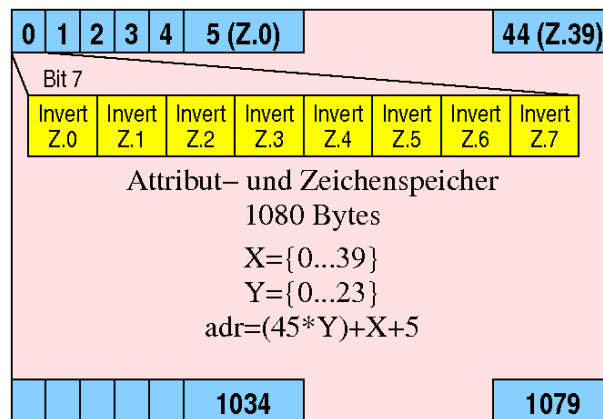 0 1 2 3 4 5 (Z.0) 44 (Z.39)
Bit 7
Invert Invert Invert Invert Invert Invert Invert Invert
Z.0 Z.1 Z.2 Z.3 Z.4 Z.5 Z.6 Z.7
Attribut– und Zeichenspeicher
1080 Bytes
X={0...39}
Y={0...23}
adr=(45*Y)+X+5
1034 1079